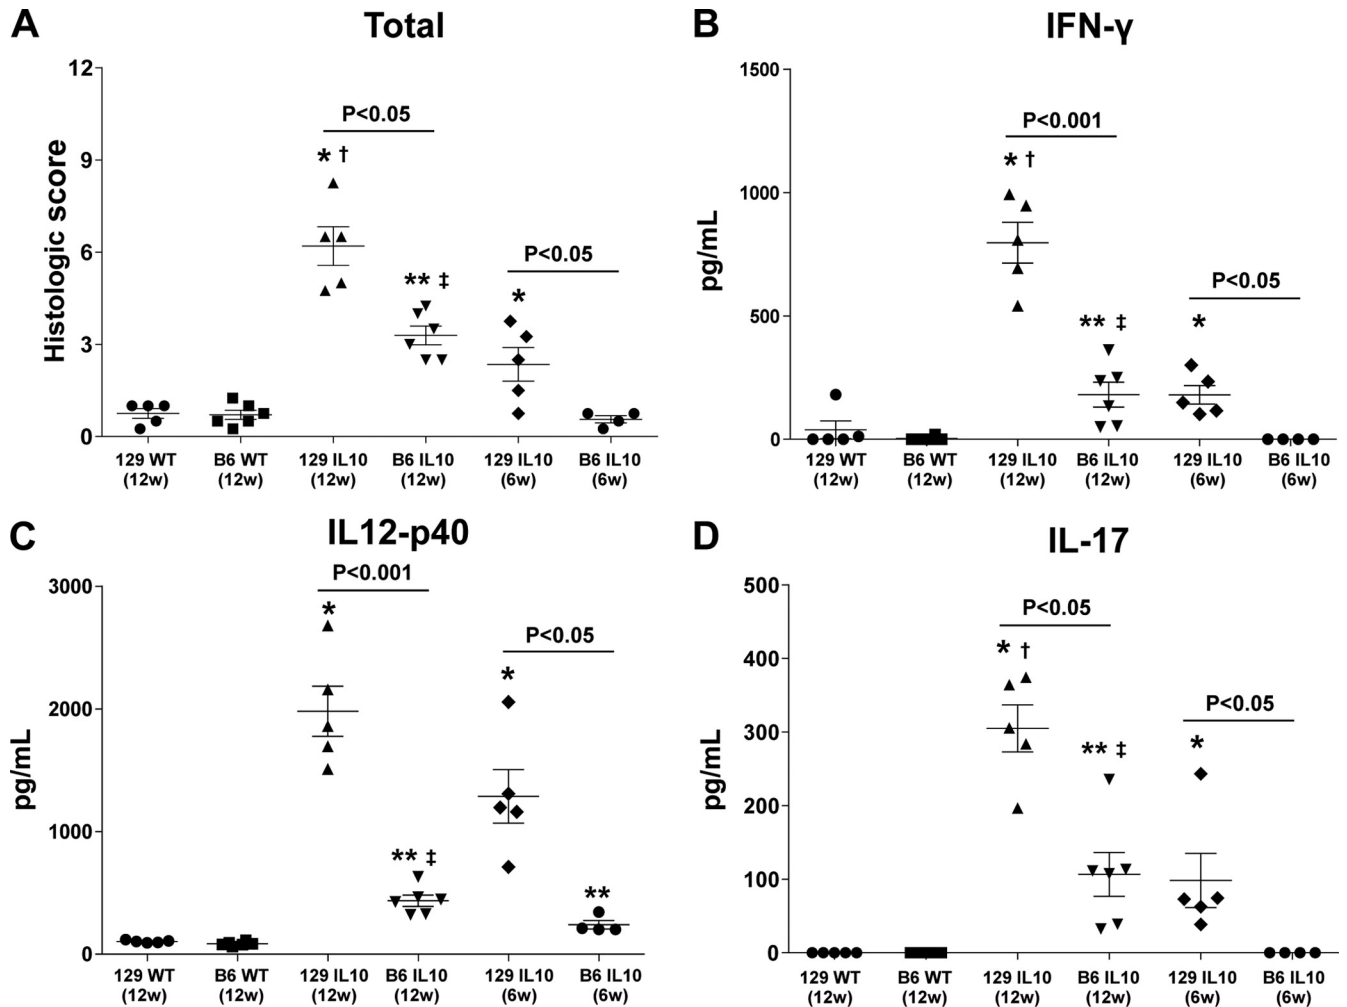 A
Total
12
9
6
3
0
Histologic score
P<0.05
* †
** ‡
P<0.05
*
129 WT
(12w)
B6 WT
(12w)
129 IL10
(12w)
B6 IL10
(12w)
129 IL10
(6w)
B6 IL10
(6w)
B
IFN-γ
1500
1000
500
0
pg/mL
P<0.001
* †
** ‡
P<0.05
*
129 WT
(12w)
B6 WT
(12w)
129 IL10
(12w)
B6 IL10
(12w)
129 IL10
(6w)
B6 IL10
(6w)
C
IL12-p40
3000
2000
1000
0
pg/mL
P<0.001
*
** ‡
P<0.05
*
**
129 WT
(12w)
B6 WT
(12w)
129 IL10
(12w)
B6 IL10
(12w)
129 IL10
(6w)
B6 IL10
(6w)
D
IL-17
500
400
300
200
100
0
pg/mL
P<0.05
* †
** ‡
P<0.05
*
129 WT
(12w)
B6 WT
(12w)
129 IL10
(12w)
B6 IL10
(12w)
129 IL10
(6w)
B6 IL10
(6w)